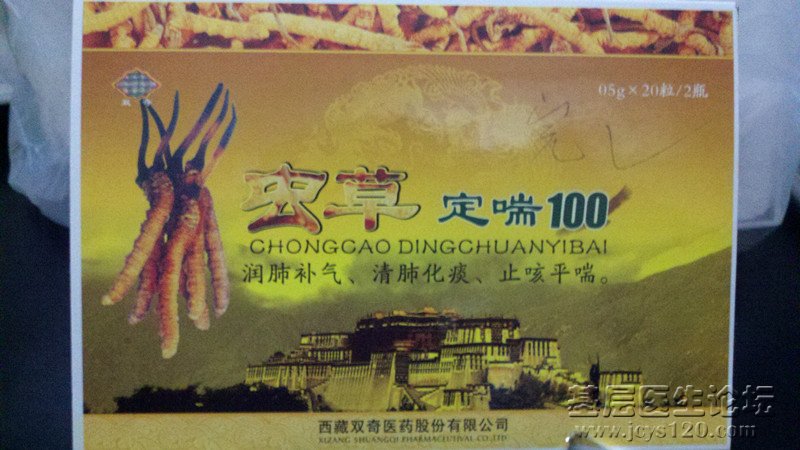 05g×20粒/2瓶
虫草 定喘100
CHONGCAO DINGCHUANYIBAI
润肺补气、清肺化痰、止咳平喘。
西藏双奇医药股份有限公司
XIZANG SHUANGQI PHARMACEUTIVAL CO.,LTD
基层医生论坛
www.jcys120.com